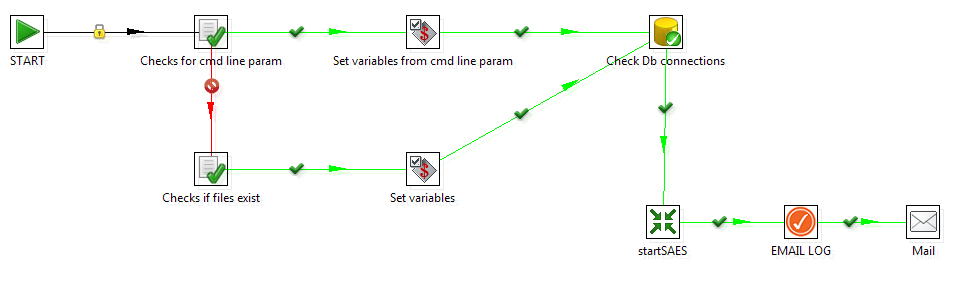 START
Checks for cmd line param
Set variables from cmd line param
Check Db connections
Checks if files exist
Set variables
startSAES
EMAIL LOG
Mail